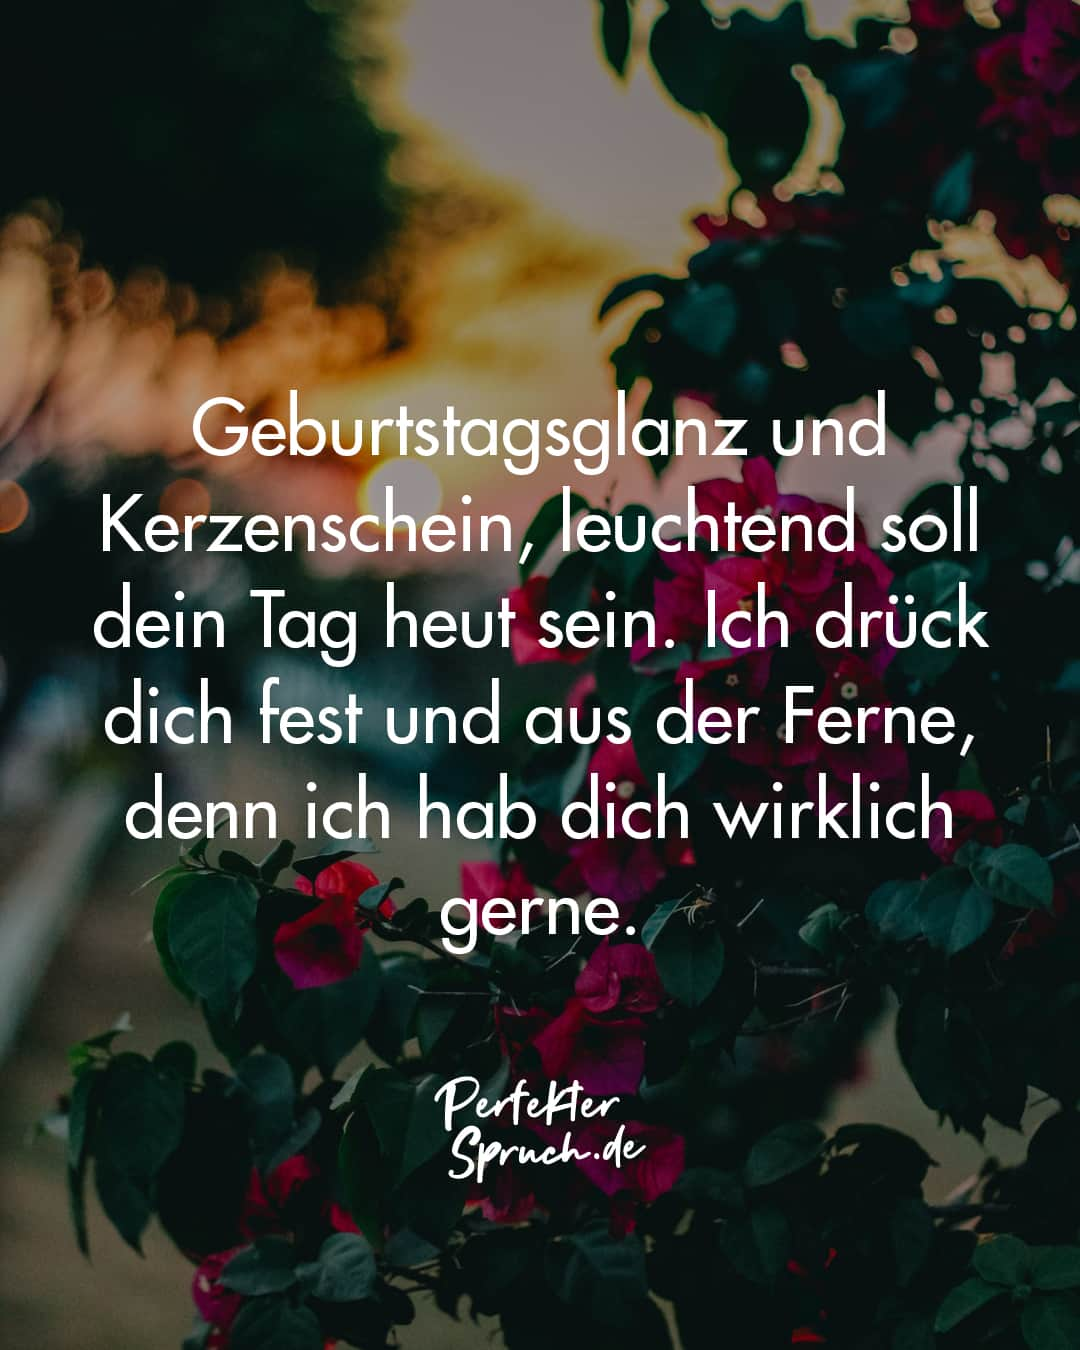 Geburtstagsglanz und
Kerzenschein, leuchtend soll
dein Tag heut sein. Ich drück
dich fest und aus der Ferne,
denn ich hab dich wirklich
gerne.
Perfekter
Spruch.de